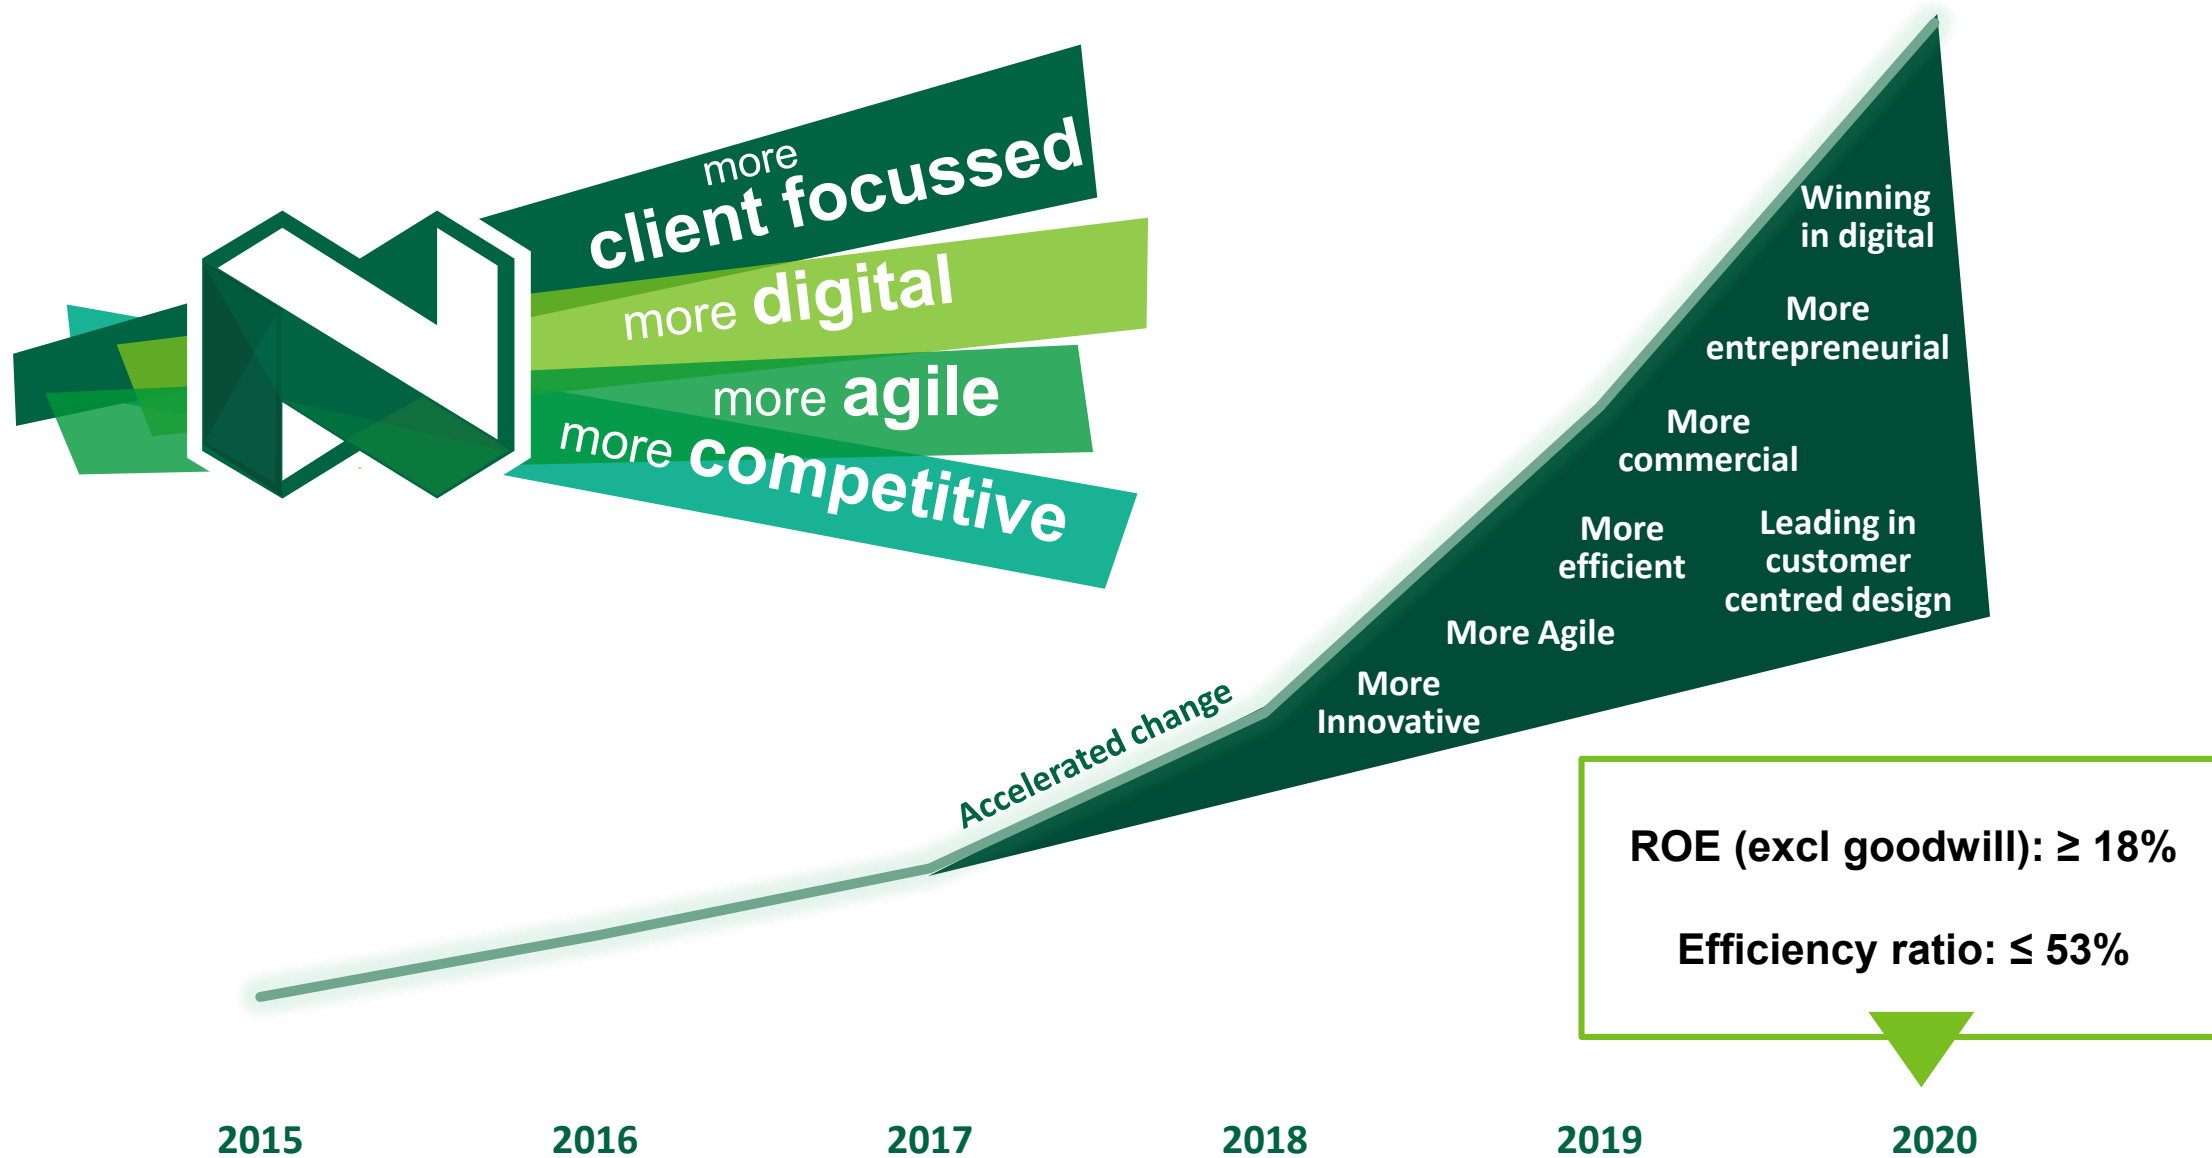 more
client focussed
more digital
more agile
more competitive
Winning
in digital
More
entrepreneurial
More
commercial
More
efficient
Leading in
customer
centred design
More Agile
More
Innovative
Accelerated change
ROE (excl goodwill): ≥ 18%
Efficiency ratio: ≤ 53%
2015 2016 2017 2018 2019 2020